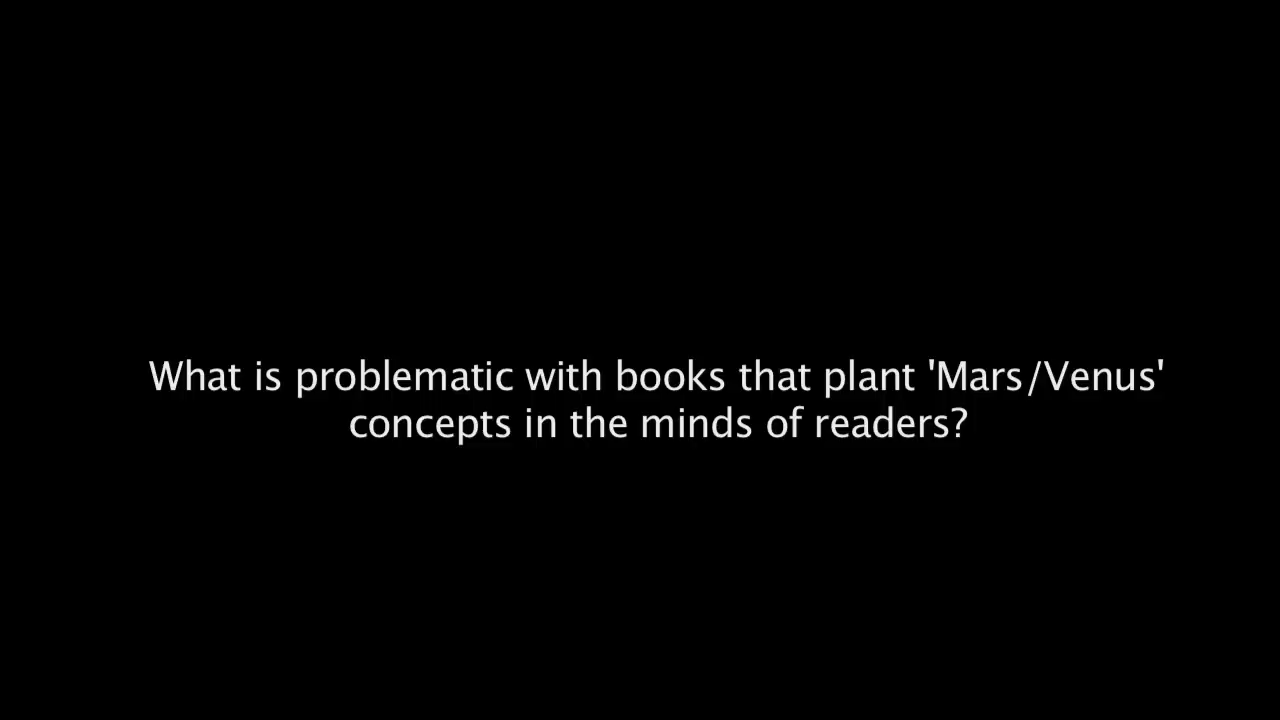 What is problematic with books that plant 'Mars/Venus'
concepts in the minds of readers?